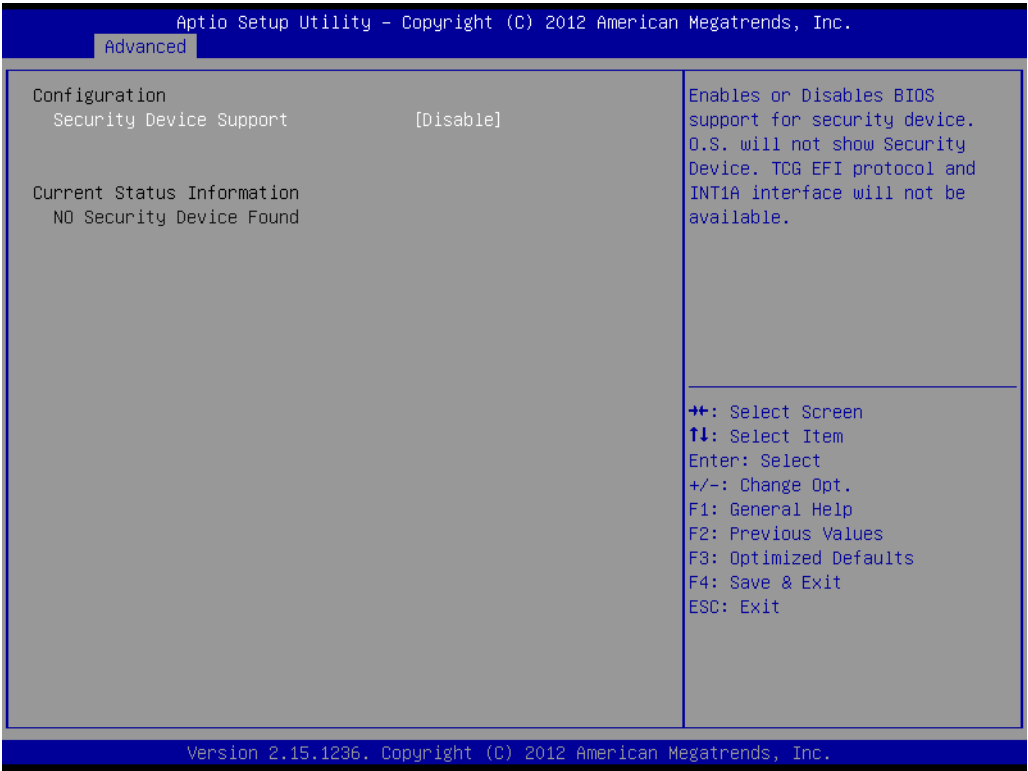 Aptio Setup Utility – Copyright (C) 2012 American Megatrends, Inc.
Advanced
Configuration
Security Device Support [Disable]
Current Status Information
NO Security Device Found
Enables or Disables BIOS
support for security device.
O.S. will not show Security
Device. TCG EFI protocol and
INT1A interface will not be
available.
→←: Select Screen
↑↓: Select Item
Enter: Select
+/-: Change Opt.
F1: General Help
F2: Previous Values
F3: Optimized Defaults
F4: Save & Exit
ESC: Exit
Version 2.15.1236. Copyright (C) 2012 American Megatrends, Inc.